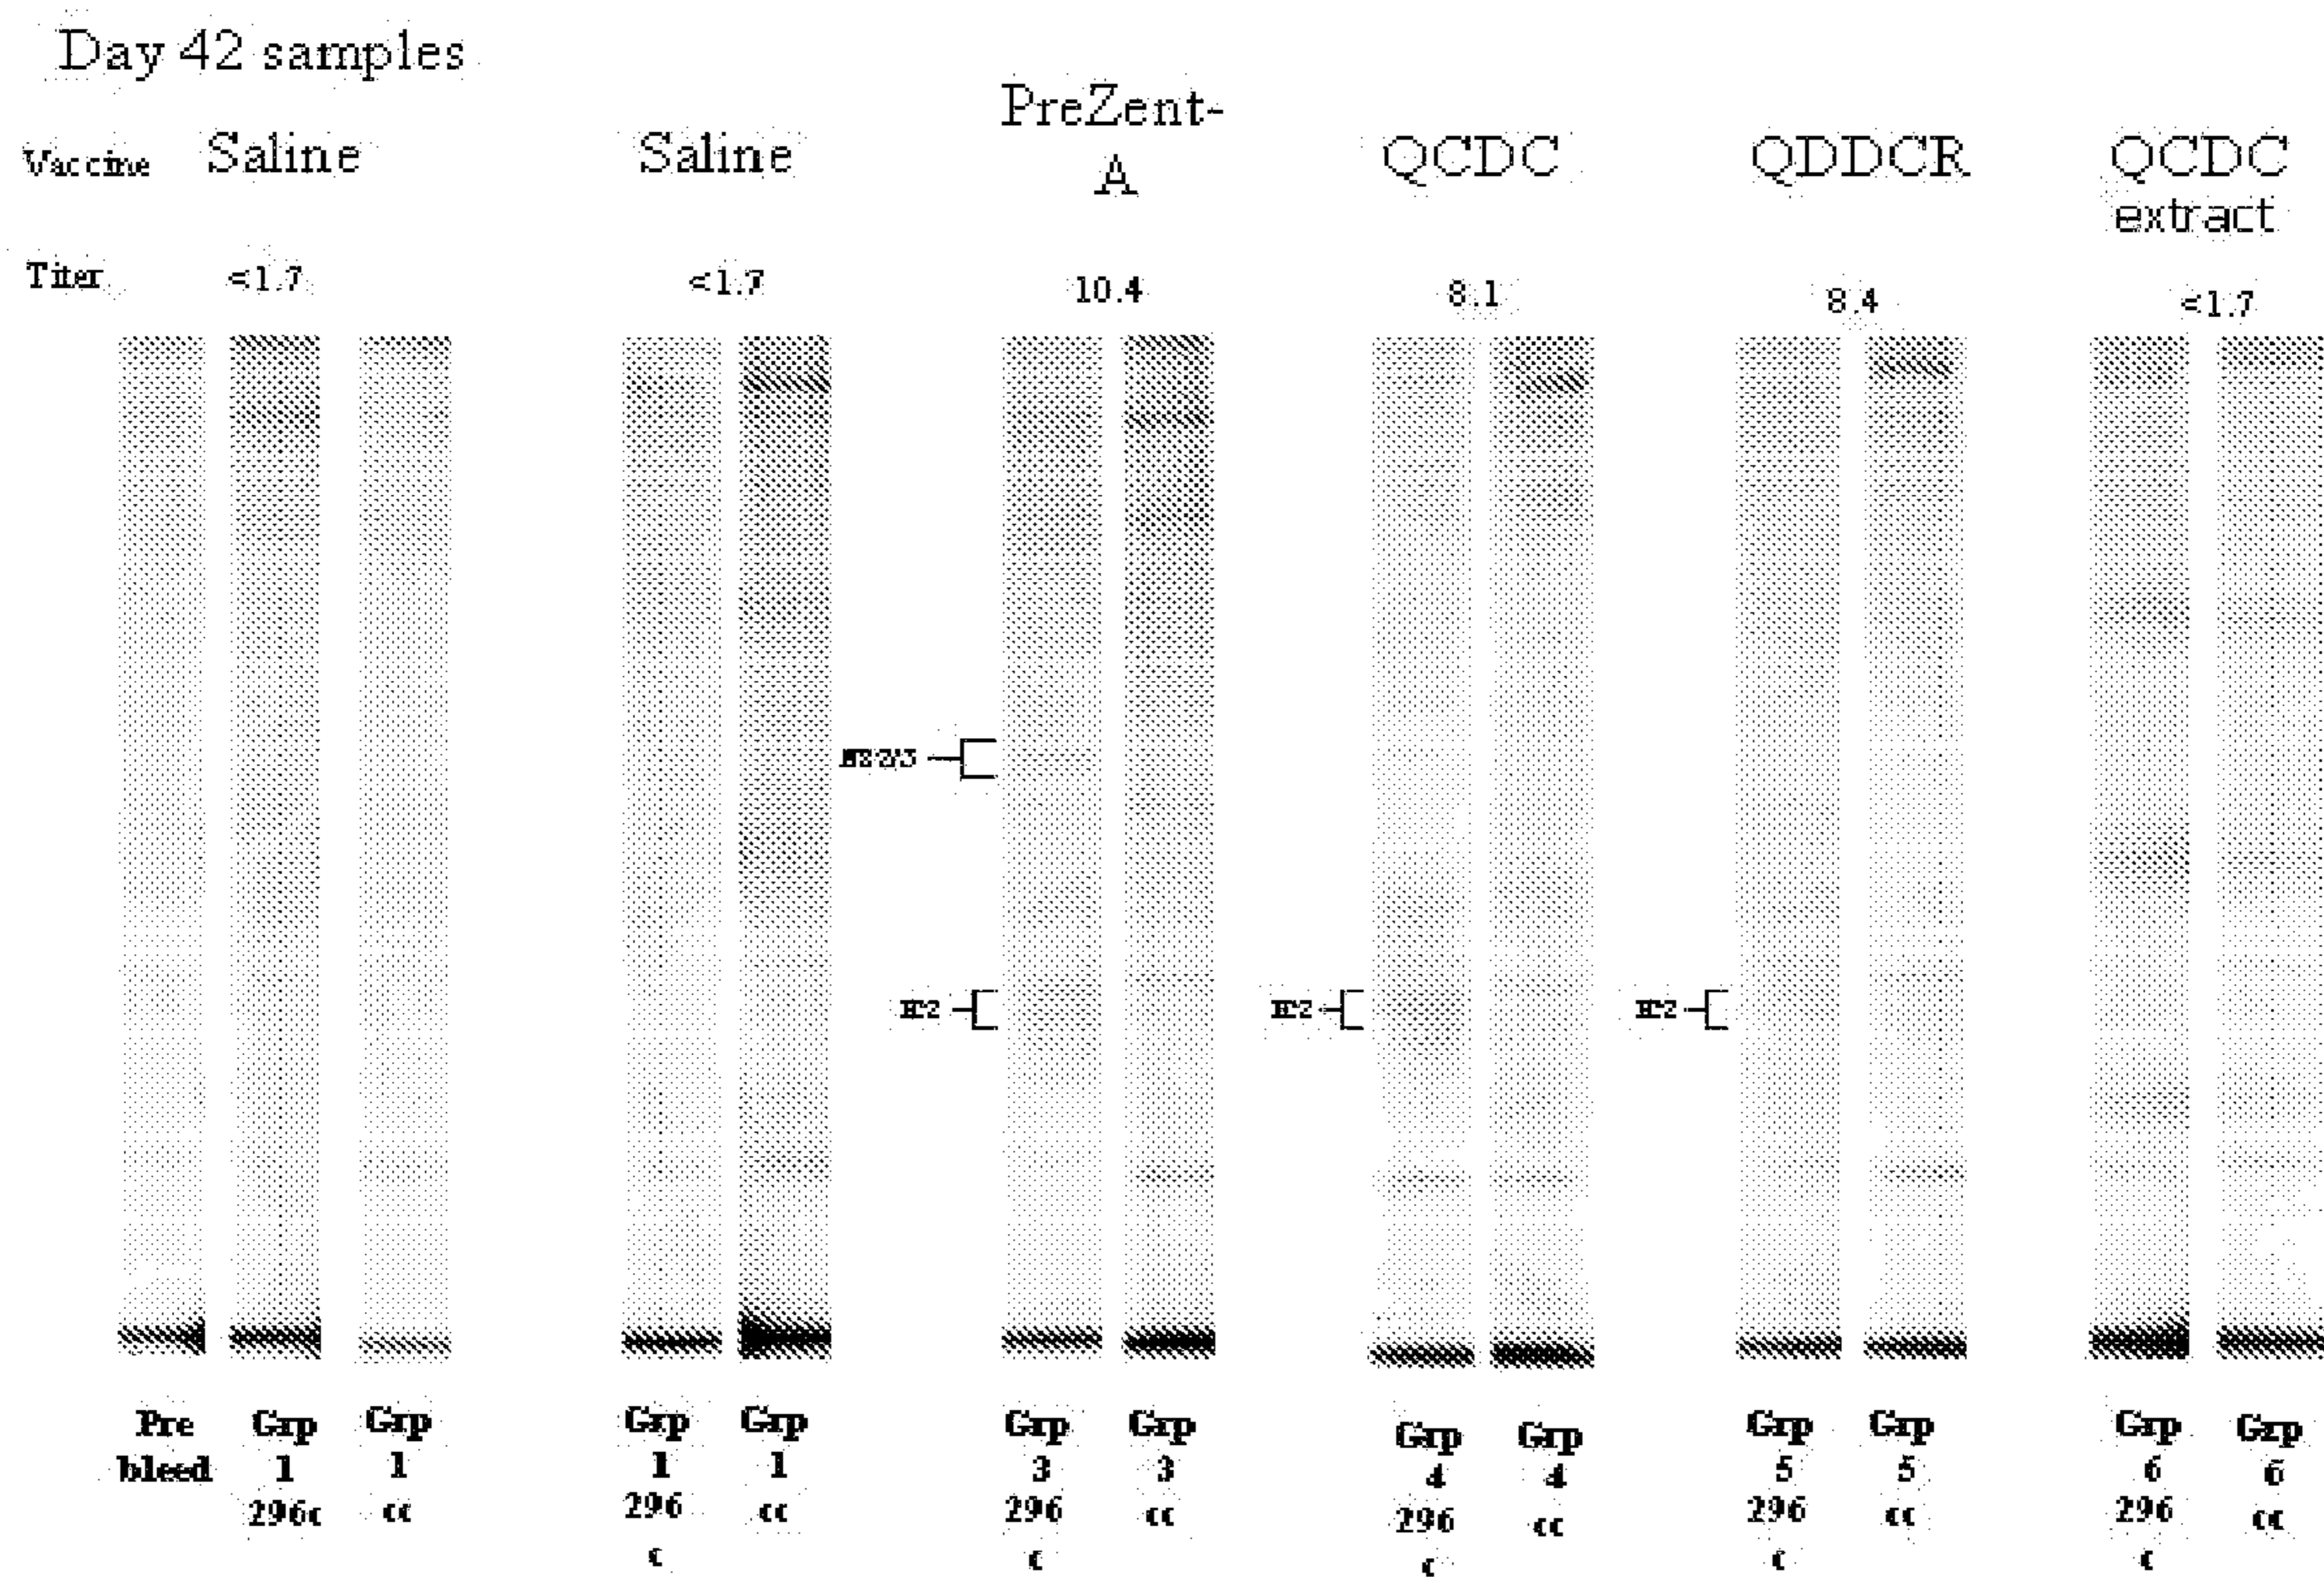 Day 42 samples
Vaccine Saline Saline PreZent-A QCDC QDDCR QCDC extract
Titer <1.7 <1.7 10.4 8.1 8.4 <1.7
E2
E2
E2
Pre bleed
Grp 1 296c
Grp 1 cc
Grp 1 296 c
Grp 1 cc
Grp 3 296 c
Grp 3 cc
Grp 4 296 c
Grp 4 cc
Grp 5 296 c
Grp 5 cc
Grp 6 296 c
Grp 6 cc